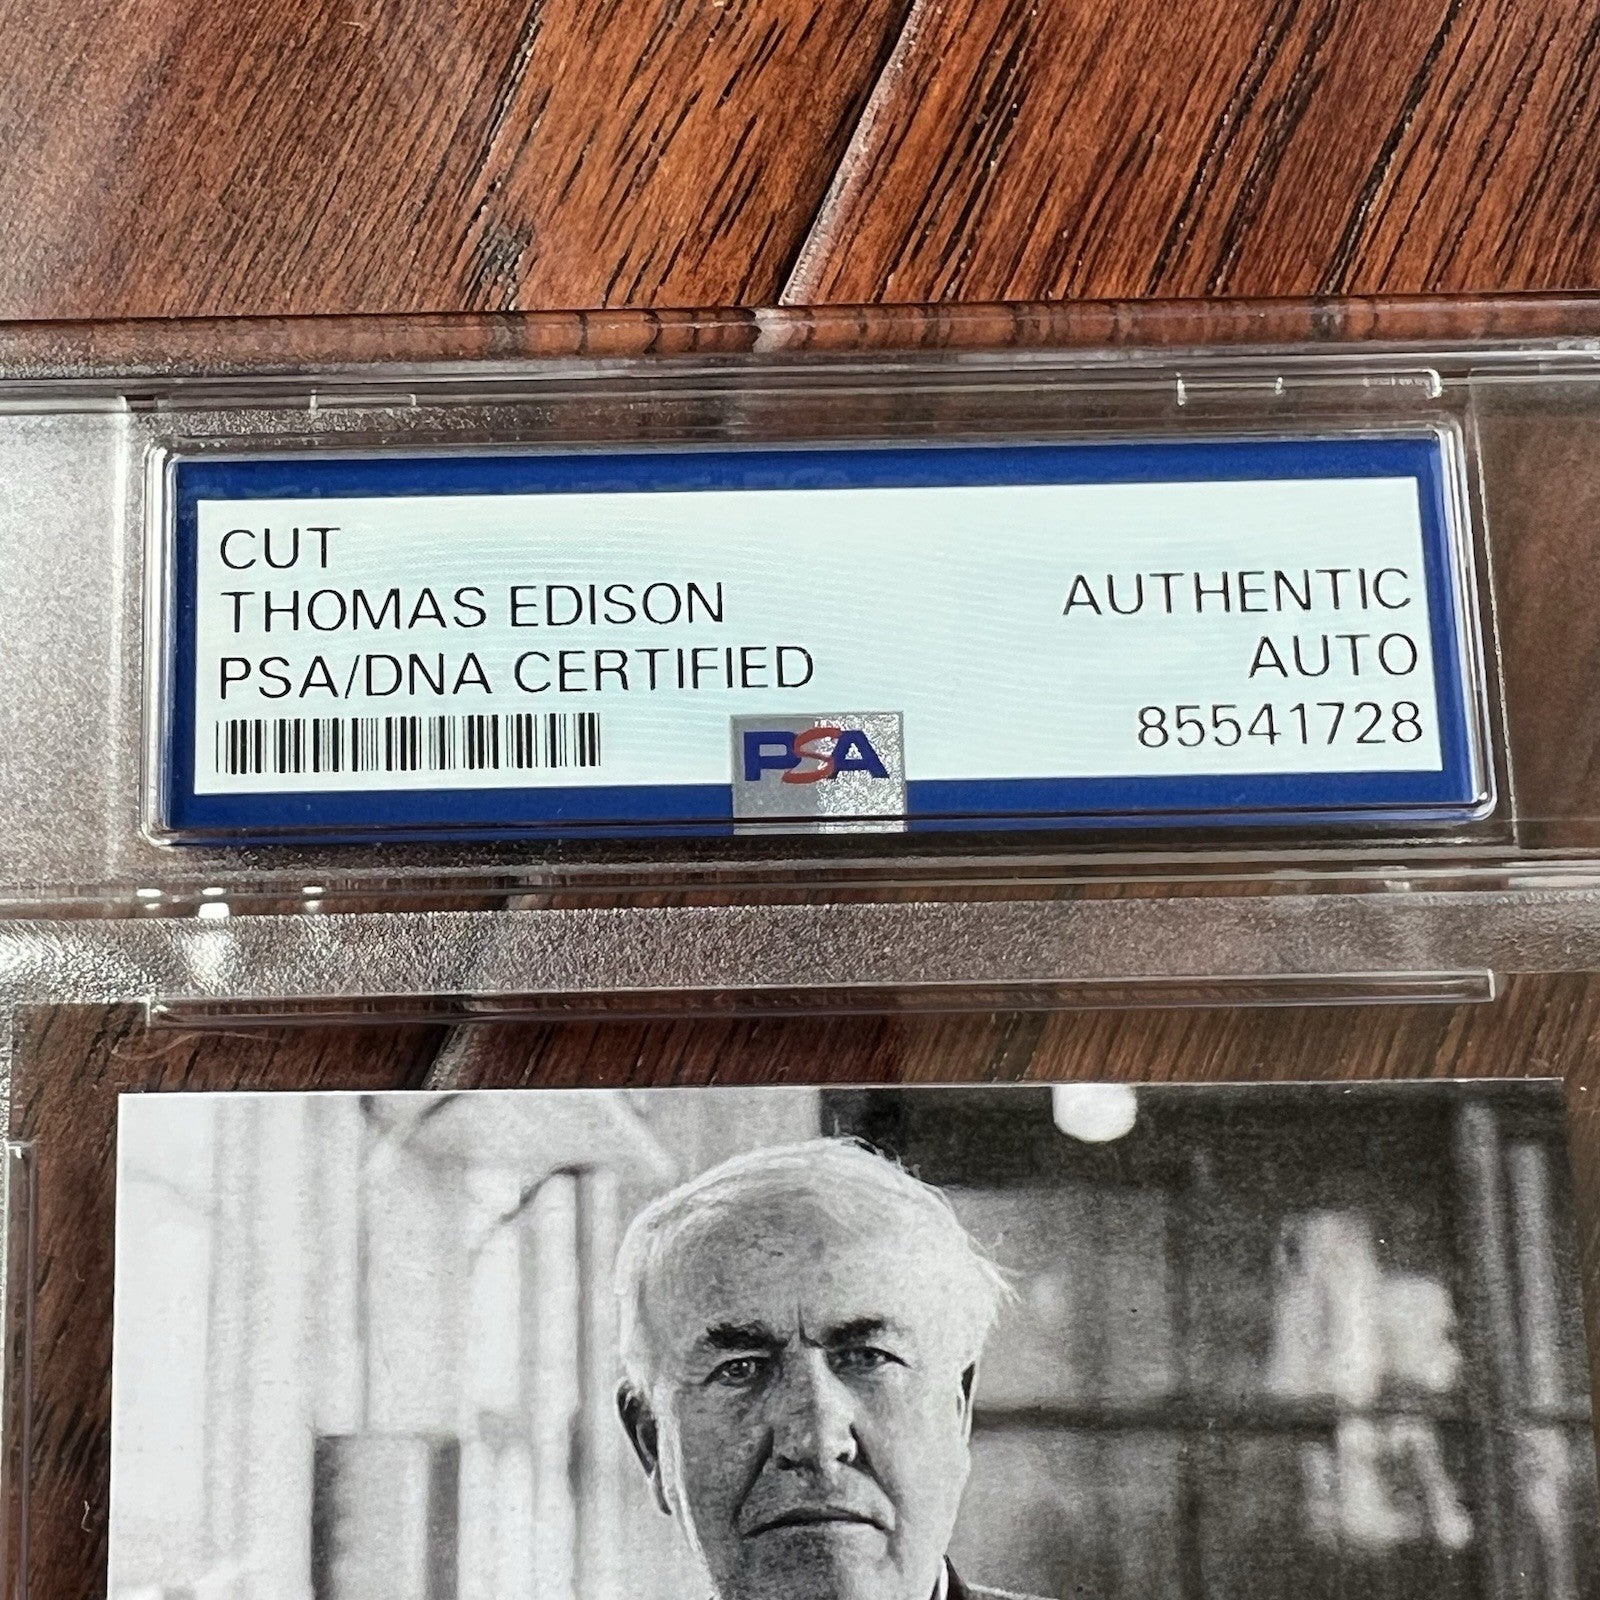 CUT
THOMAS EDISON
PSA/DNA CERTIFIED
AUTHENTIC
AUTO
85541728
PSA